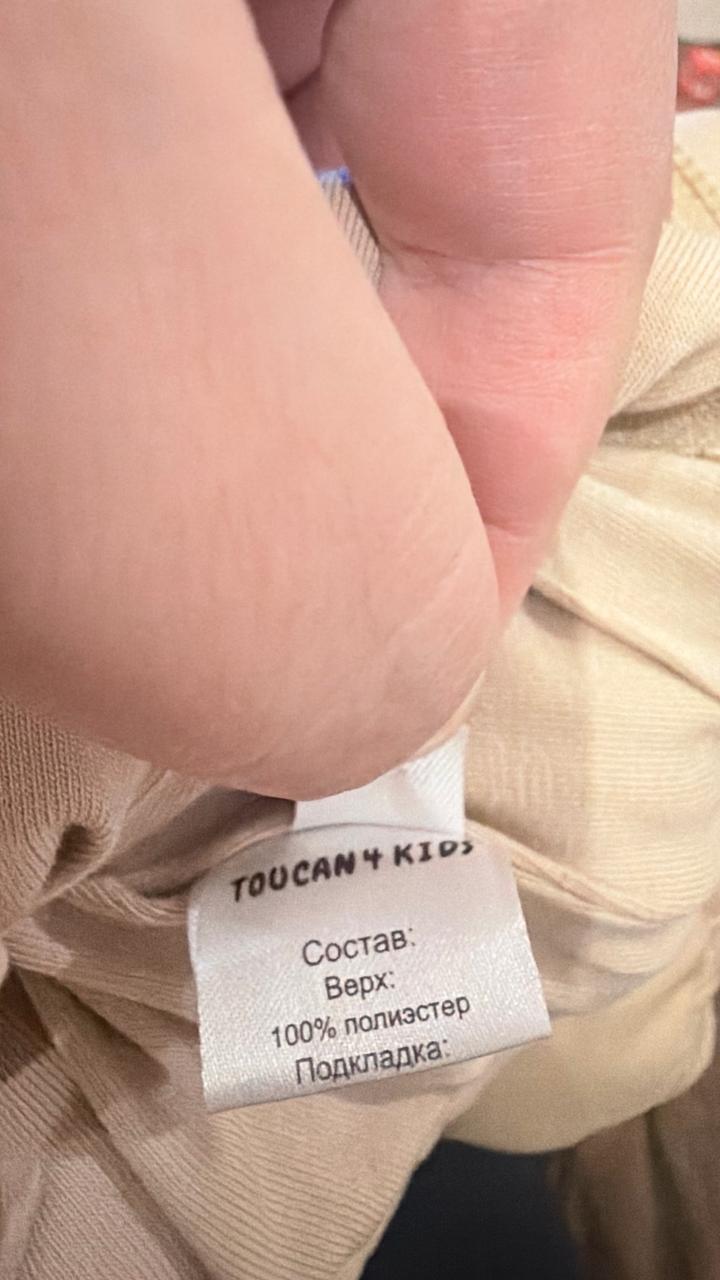 TOUCAN 4 KIDS
Состав:
Верх:
100% полиэстер
Подкладка: